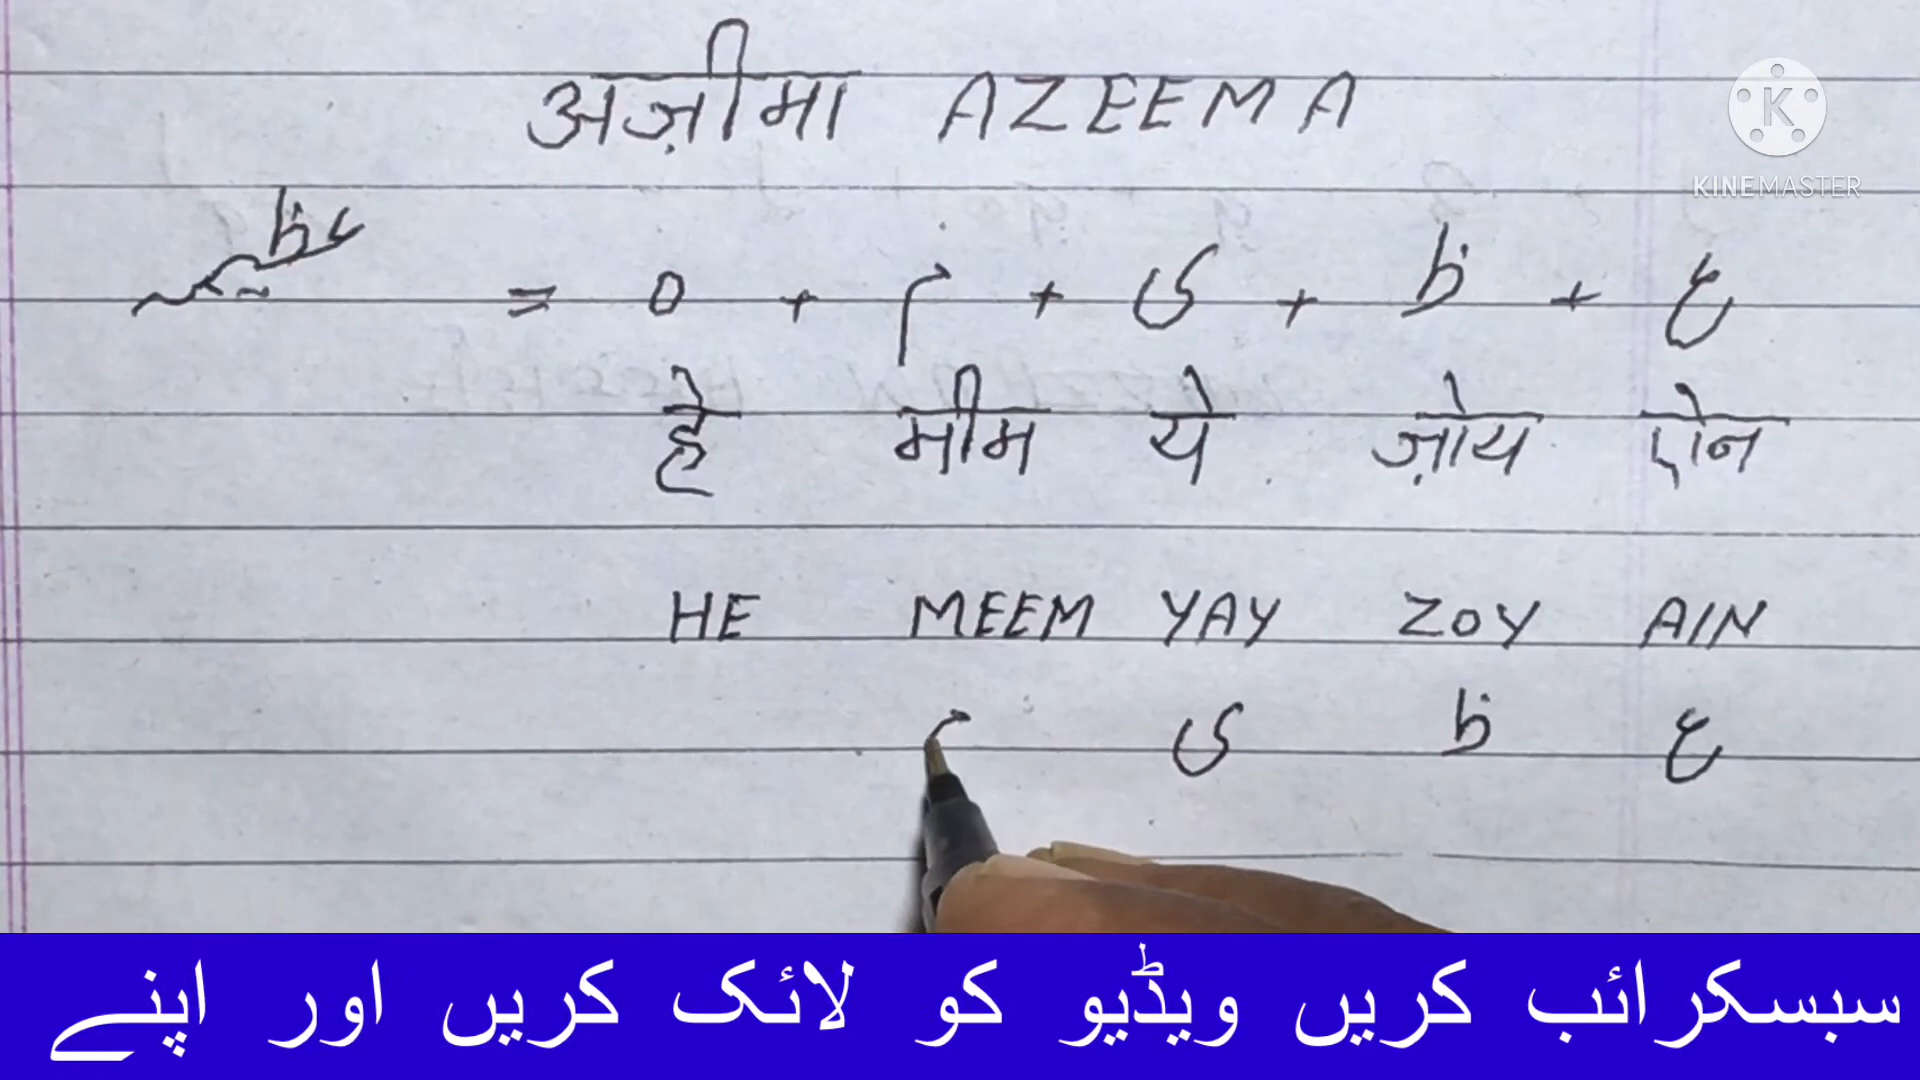 अज़ीमा AZEEMA
KINEMASTER
عظیمہ = ه + م + ی + ظ + ع
हे मीम ये ज़ोय ऐन
HE MEEM YAY ZOY AIN
م ی ظ ع
سبسکرائب کریں ویڈیو کو لائک کریں اور اپنے